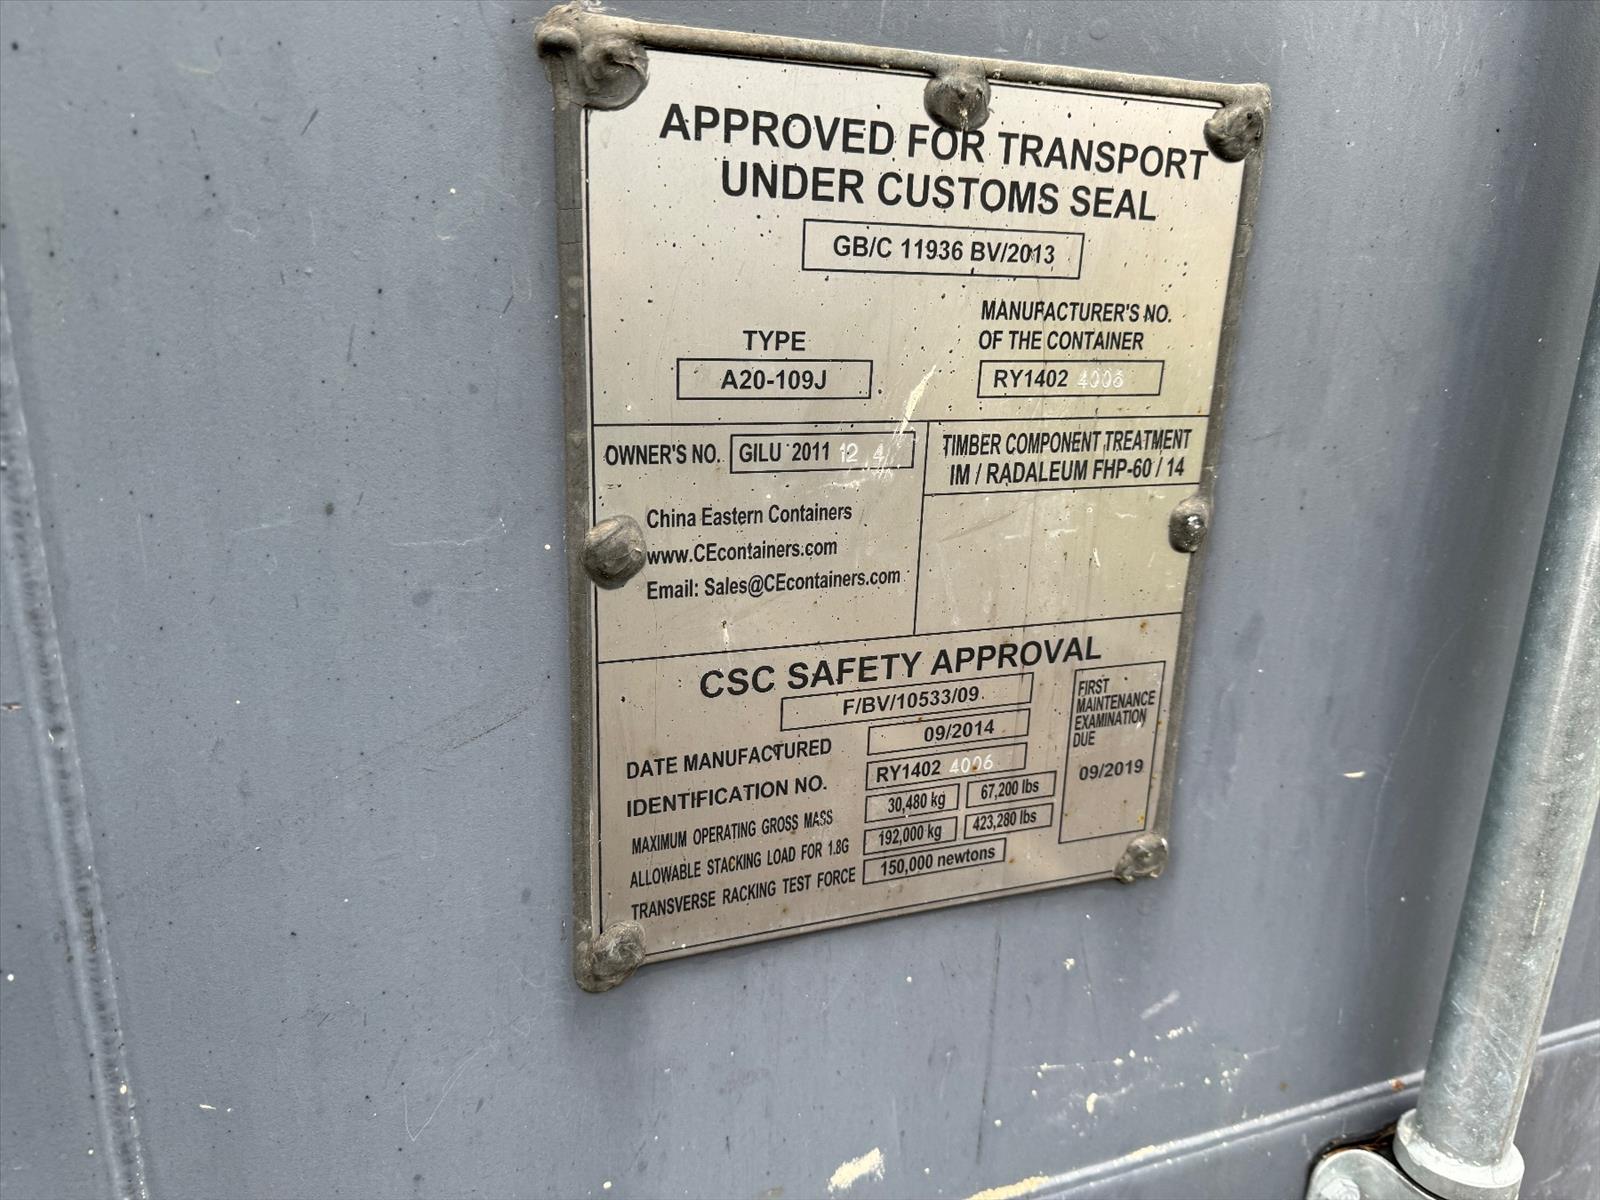 APPROVED FOR TRANSPORT
UNDER CUSTOMS SEAL
GB/C 11936 BV/2013
TYPE
A20-109J
MANUFACTURER'S NO.
OF THE CONTAINER
RY1402 4006
OWNER'S NO. GILU 2011 12 4
TIMBER COMPONENT TREATMENT
IM / RADALEUM FHP-60 / 14
China Eastern Containers
www.CEcontainers.com
Email: Sales@CEcontainers.com
CSC SAFETY APPROVAL
F/BV/10533/09
DATE MANUFACTURED 09/2014
IDENTIFICATION NO. RY1402 4006
MAXIMUM OPERATING GROSS MASS 30,480 kg 67,200 lbs
ALLOWABLE STACKING LOAD FOR 1.8G 192,000 kg 423,280 lbs
TRANSVERSE RACKING TEST FORCE 150,000 newtons
FIRST
MAINTENANCE
EXAMINATION
DUE
09/2019